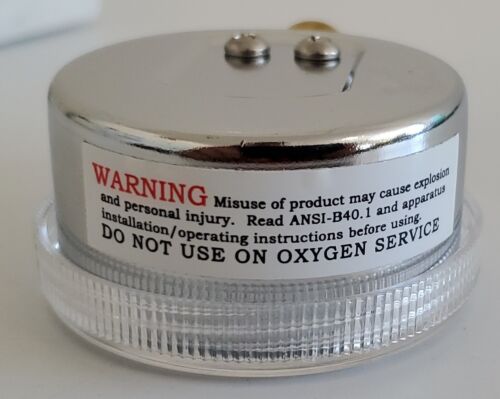 WARNING Misuse of product may cause explosion
and personal injury. Read ANSI-B40.1 and apparatus
installation/operating instructions before using.
DO NOT USE ON OXYGEN SERVICE